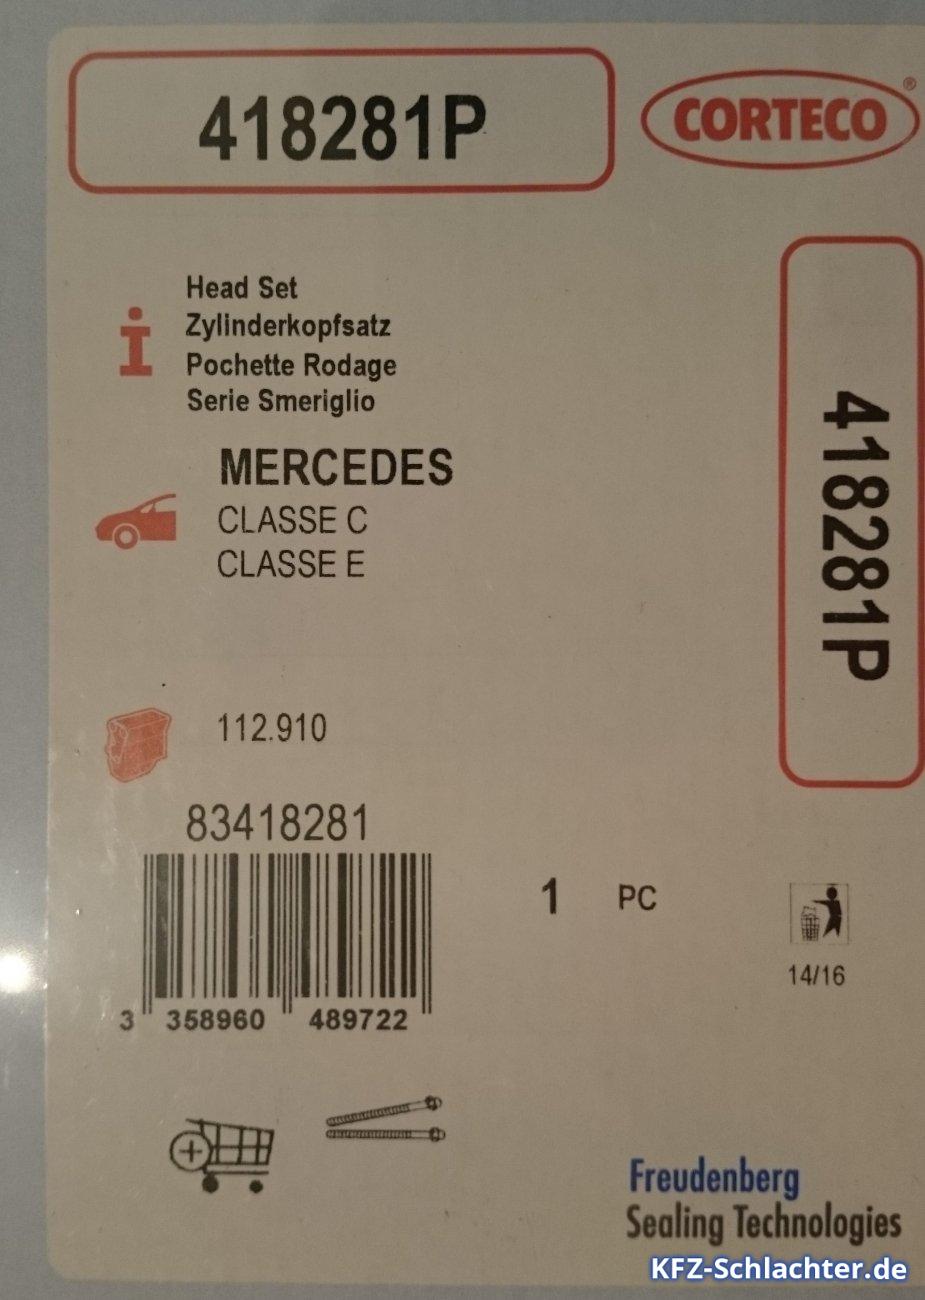 418281P
CORTECO®
Head Set
Zylinderkopfsatz
Pochette Rodage
Serie Smeriglio
MERCEDES
CLASSE C
CLASSE E
418281P
112.910
83418281
3 358960 489722
1 PC
14/16
Freudenberg
Sealing Technologies
KFZ-Schlachter.de